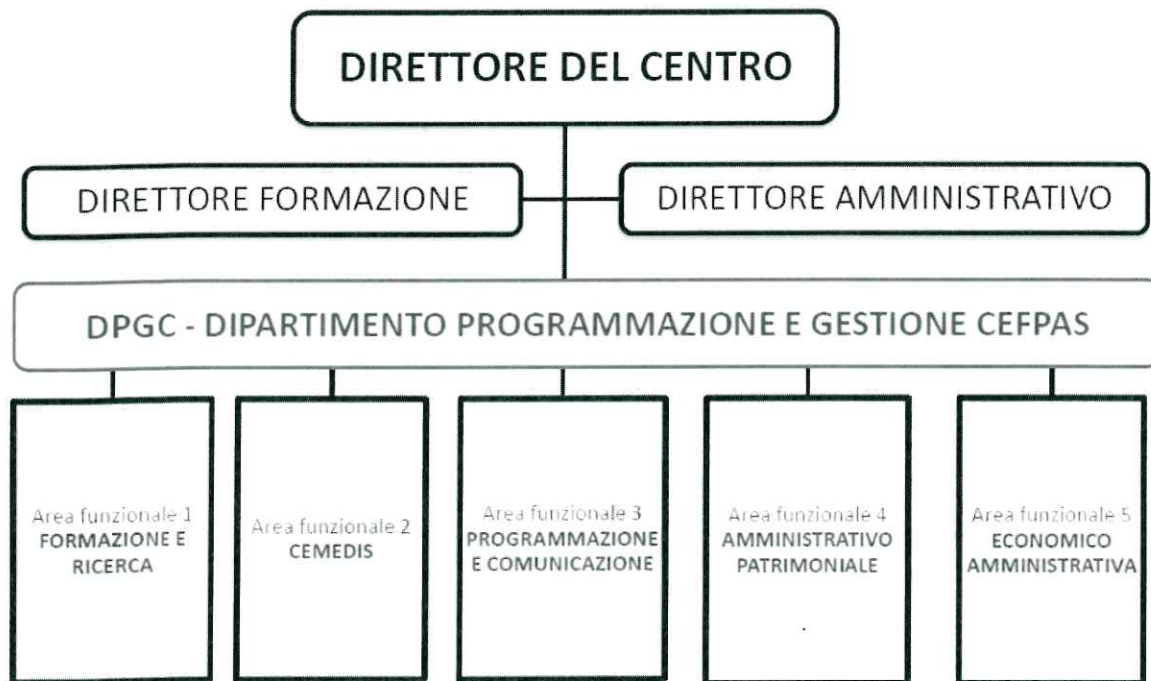 DIRETTORE DEL CENTRO
DIRETTORE FORMAZIONE
DIRETTORE AMMINISTRATIVO
DPGC - DIPARTIMENTO PROGRAMMAZIONE E GESTIONE CEFPAS
Area funzionale 1
FORMAZIONE E
RICERCA
Area funzionale 2
CEMEDIS
Area funzionale 3
PROGRAMMAZIONE
E COMUNICAZIONE
Area funzionale 4
AMMINISTRATIVO
PATRIMONIALE
Area funzionale 5
ECONOMICO
AMMINISTRATIVA